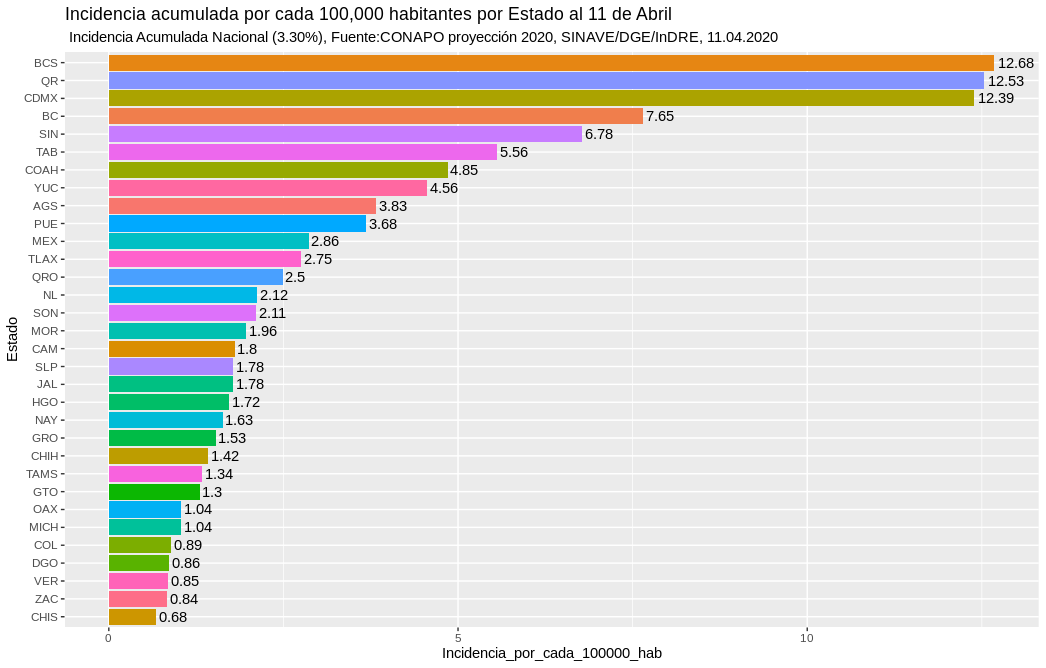 Incidencia acumulada por cada 100,000 habitantes por Estado al 11 de Abril
Incidencia Acumulada Nacional (3.30%), Fuente:CONAPO proyección 2020, SINAVE/DGE/InDRE, 11.04.2020
Estado
BCS 12.68
QR 12.53
CDMX 12.39
BC 7.65
SIN 6.78
TAB 5.56
COAH 4.85
YUC 4.56
AGS 3.83
PUE 3.68
MEX 2.86
TLAX 2.75
QRO 2.5
NL 2.12
SON 2.11
MOR 1.96
CAM 1.8
SLP 1.78
JAL 1.78
HGO 1.72
NAY 1.63
GRO 1.53
CHIH 1.42
TAMS 1.34
GTO 1.3
OAX 1.04
MICH 1.04
COL 0.89
DGO 0.86
VER 0.85
ZAC 0.84
CHIS 0.68
0 5 10
Incidencia_por_cada_100000_hab